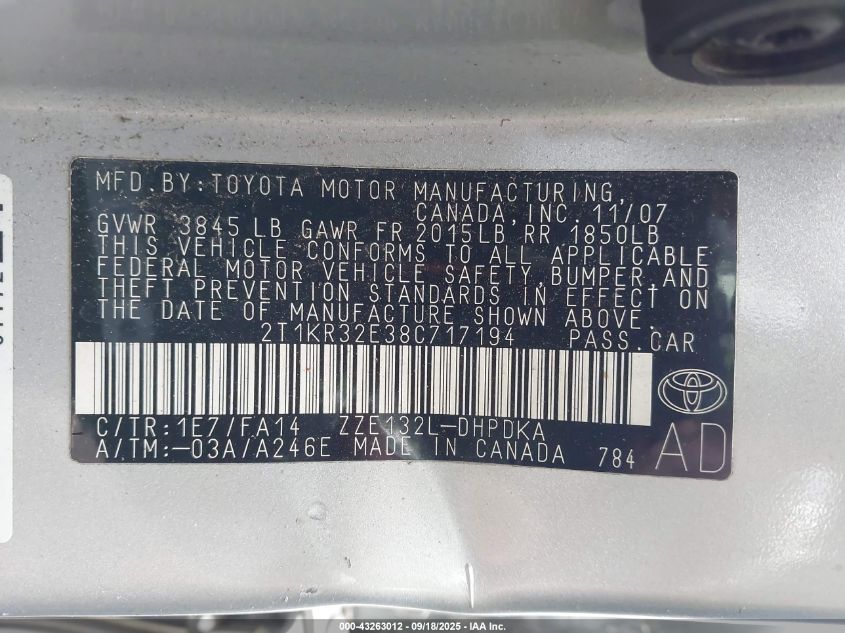 MFD.BY:TOYOTA MOTOR MANUFACTURING,
CANADA,INC. 11/07
GVWR 3845 LB GAWR FR 2015LB RR 1850LB
THIS VEHICLE CONFORMS TO ALL APPLICABLE
FEDERAL MOTOR VEHICLE SAFETY,BUMPER,AND
THEFT PREVENTION STANDARDS IN EFFECT ON
THE DATE OF MANUFACTURE SHOWN ABOVE.
2T1KR32E38C717194 PASS.CAR
C/TR:1E7/FA14 ZZE132L-DHPDKA
A/TM:-03A/A246E MADE IN CANADA 784 AD
000-43263012 - 09/18/2025 - IAA Inc.